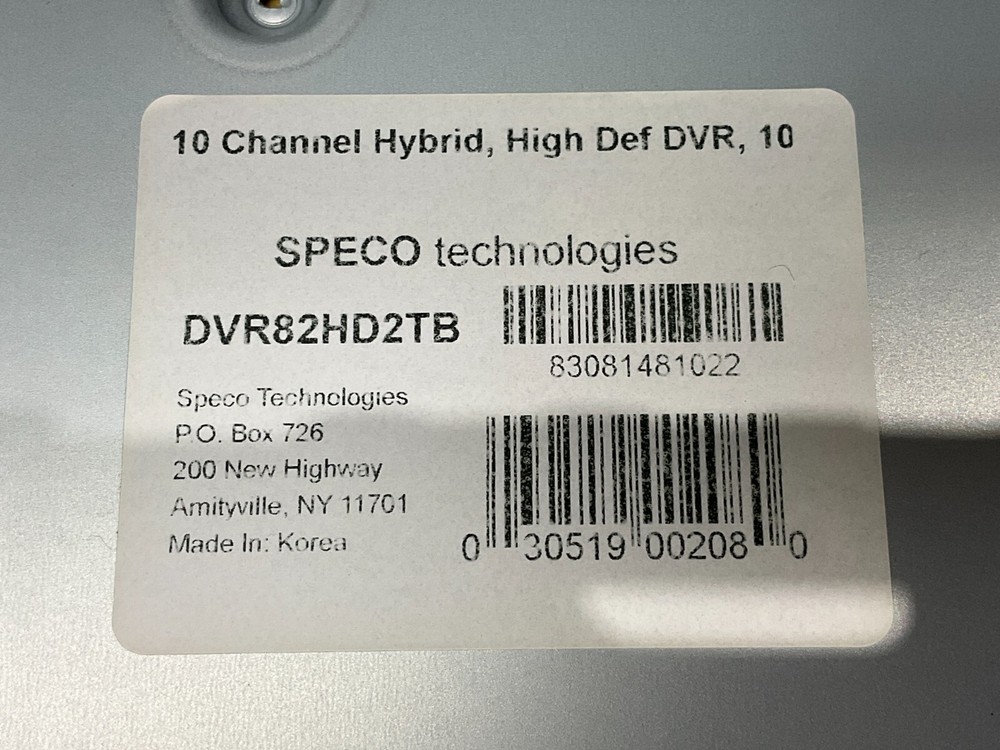 10 Channel Hybrid, High Def DVR, 10
SPECO technologies
DVR82HD2TB
83081481022
Speco Technologies
P.O. Box 726
200 New Highway
Amityville, NY 11701
Made In: Korea
0 30519 00208 0